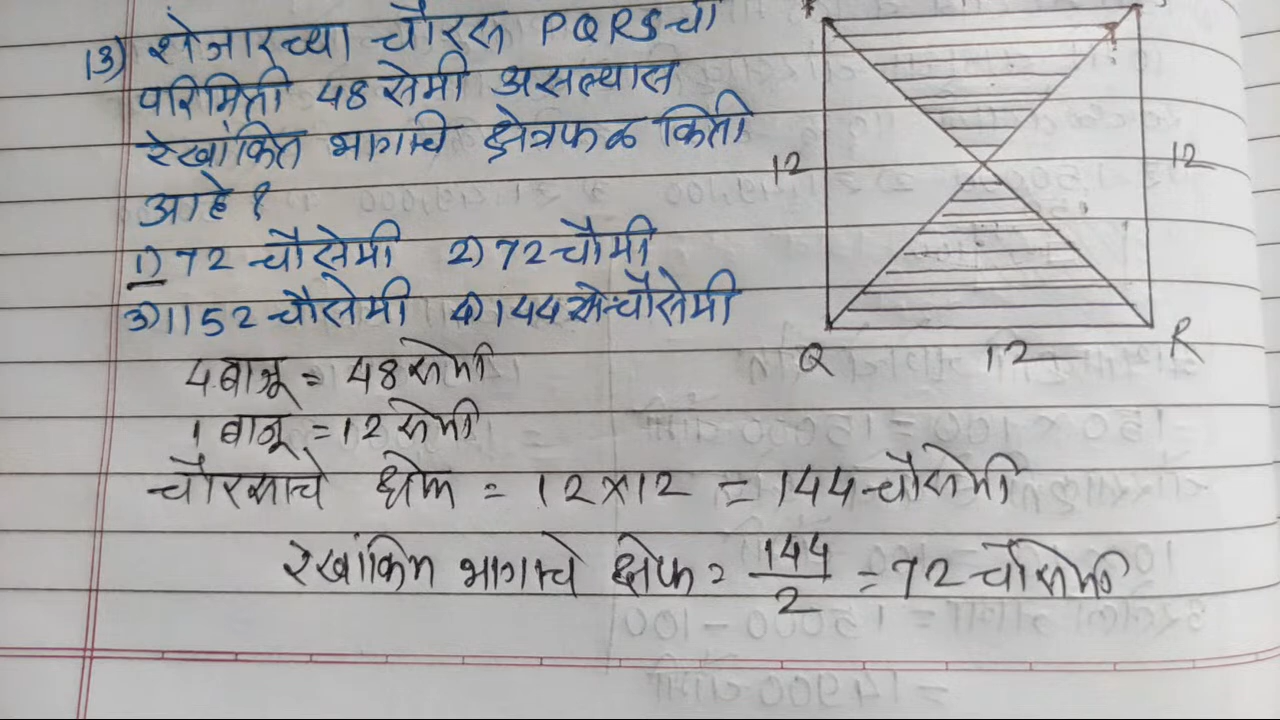 13) शेजारच्या चौरस PQRS चा
परिमिती 48 सेमी असल्यास
रेखांकित भागाचे क्षेत्रफळ किती
आहे ?
1) 72 चौसेमी 2) 72 चौमी
3) 1152 चौसेमी 4) 144 चौसेमी
12
12
Q 12 R
4 बाजू = 48 सेमी
1 बाजू = 12 सेमी
चौरसाचे क्षेफ = 12 × 12 = 144 चौसेमी
रेखांकित भागाचे क्षेफ = 144/2 = 72 चौसेमी